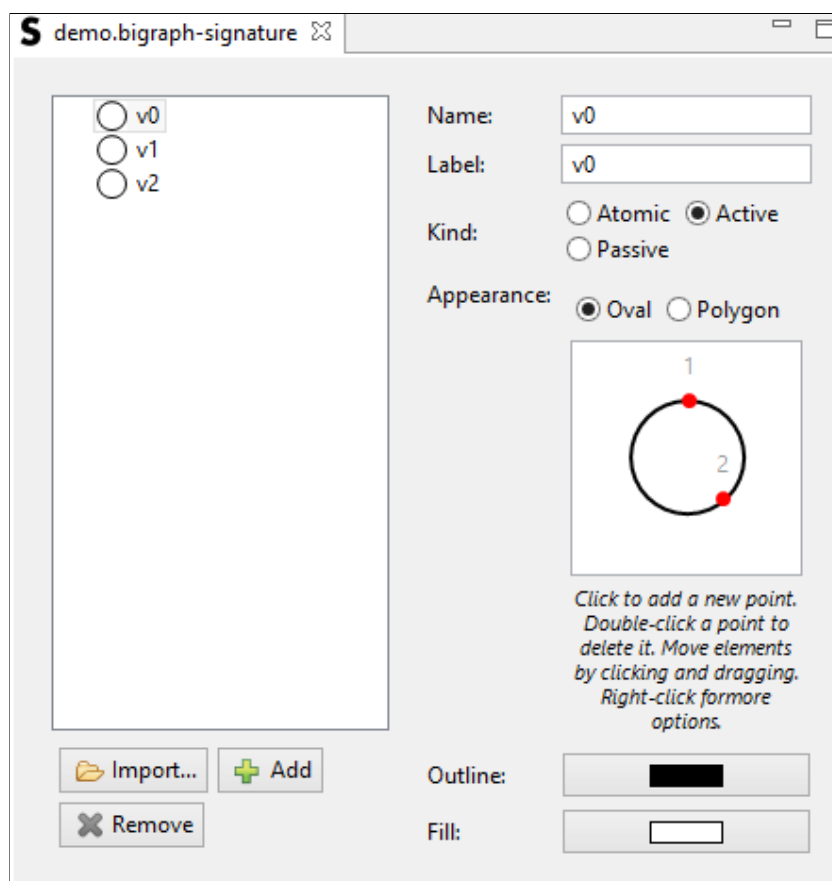 S demo.bigraph-signature
v0
v1
v2
Name: v0
Label: v0
Kind: Atomic Active
Passive
Appearance: Oval Polygon
1
2
Click to add a new point.
Double-click a point to
delete it. Move elements
by clicking and dragging.
Right-click formore
options.
Import... Add
Remove
Outline:
Fill: